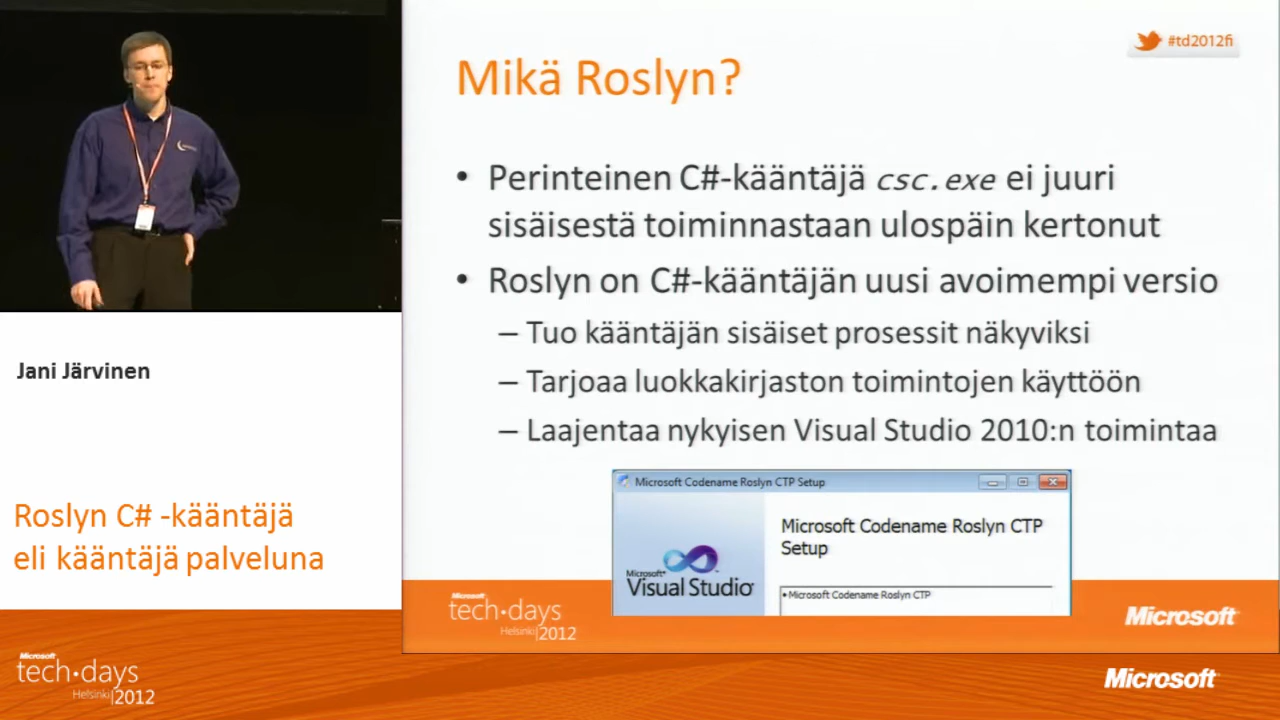 #td2012fi
Mikä Roslyn?
• Perinteinen C#-kääntäjä csc.exe ei juuri
sisäisestä toiminnastaan ulospäin kertonut
• Roslyn on C#-kääntäjän uusi avoimempi versio
– Tuo kääntäjän sisäiset prosessit näkyviksi
– Tarjoaa luokkakirjaston toimintojen käyttöön
– Laajentaa nykyisen Visual Studio 2010:n toimintaa
Microsoft Codename Roslyn CTP Setup
Microsoft Codename Roslyn CTP
Setup
Microsoft®
Visual Studio
• Microsoft Codename Roslyn CTP
Microsoft
tech·days
Helsinki|2012
Microsoft
Jani Järvinen
Roslyn C# -kääntäjä
eli kääntäjä palveluna
Microsoft
tech·days
Helsinki|2012
Microsoft